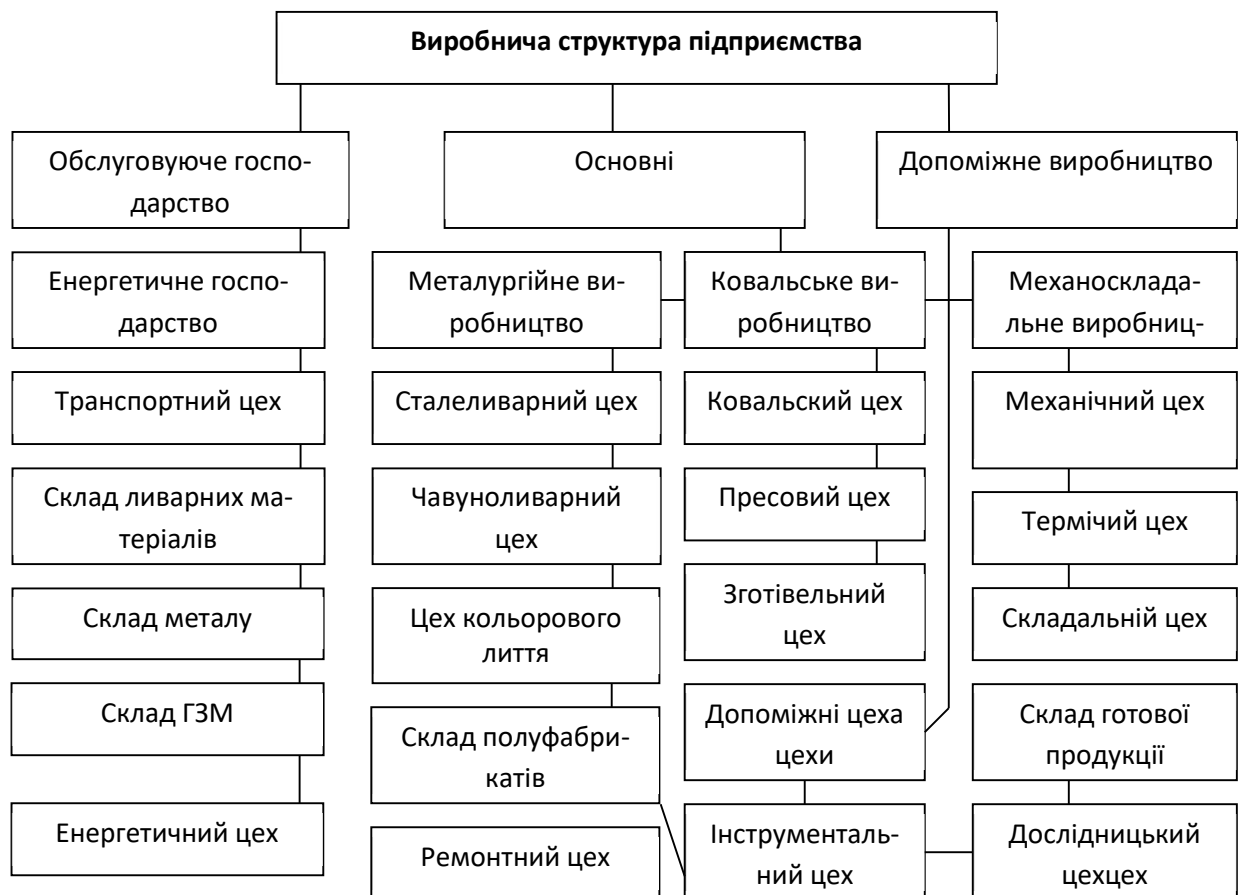 Виробнича структура підприємства
Обслуговуюче госпо-
дарство
Основні
Допоміжне виробництво
Енергетичне госпо-
дарство
Металургійне ви-
робництво
Ковальське ви-
робництво
Механосклада-
льне виробниц-
Транспортний цех
Сталеливарний цех
Ковальский цех
Механічний цех
Склад ливарних ма-
теріалів
Чавуноливарний
цех
Пресовий цех
Термічий цех
Склад металу
Цех кольорового
лиття
Зготівельний
цех
Складальній цех
Склад ГЗМ
Склад полуфабри-
катів
Допоміжні цеха
цехи
Склад готової
продукції
Енергетичний цех
Ремонтний цех
Інструменталь-
ний цех
Дослідницький
цехцех